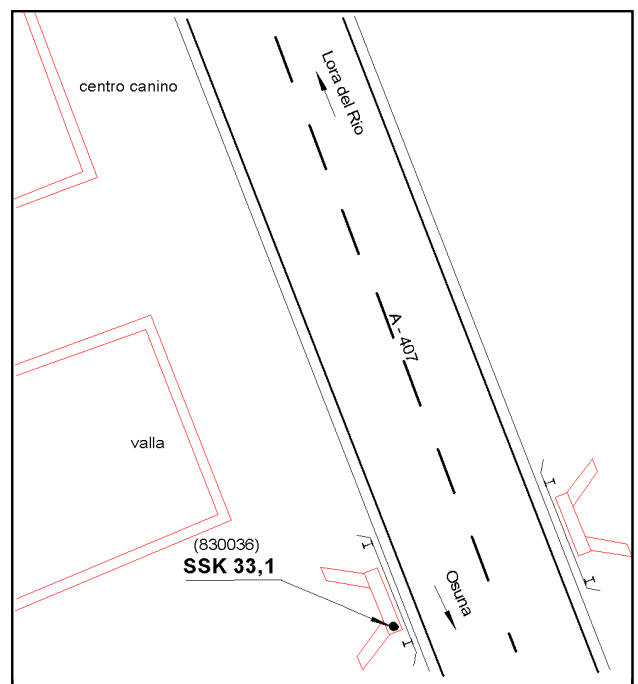 centro canino
Lora del Rio
A - 407
valla
(830036)
SSK 33,1
Osuna